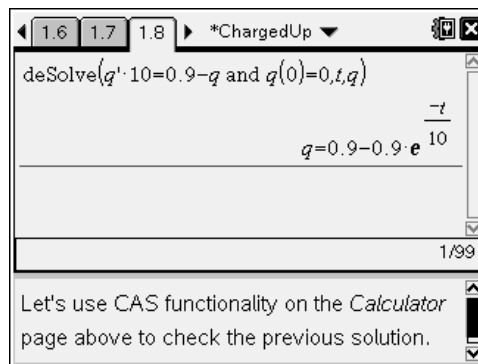 1.6 1.7 1.8 *ChargedUp
deSolve(q'·10=0.9-q and q(0)=0,t,q)
q=0.9-0.9·e^(-t/10)
1/99
Let's use CAS functionality on the Calculator
page above to check the previous solution.